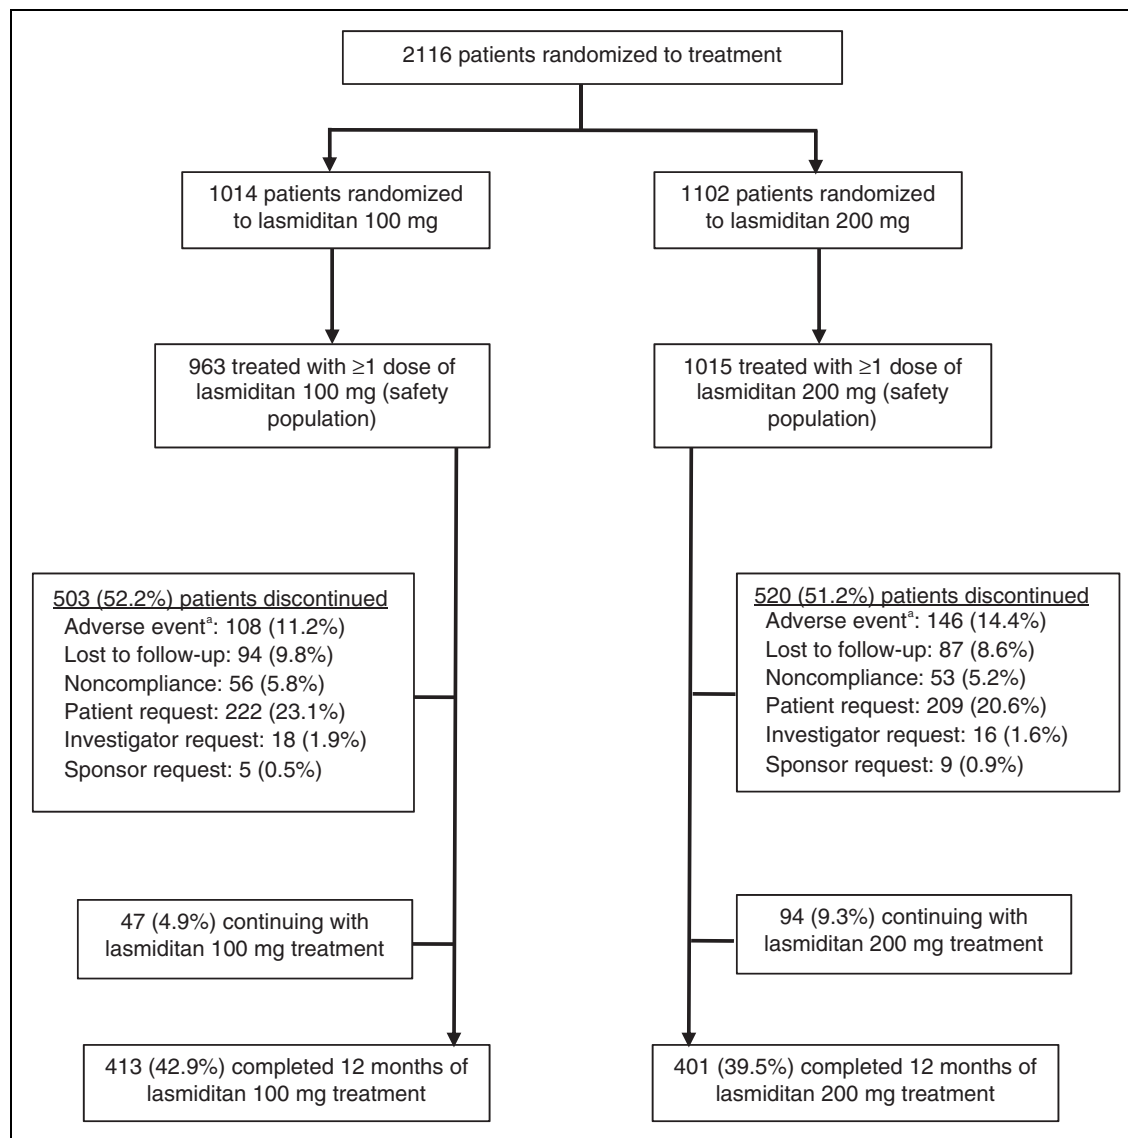 2116 patients randomized to treatment
1014 patients randomized
to lasmiditan 100 mg
1102 patients randomized
to lasmiditan 200 mg
963 treated with ≥1 dose of
lasmiditan 100 mg (safety
population)
1015 treated with ≥1 dose of
lasmiditan 200 mg (safety
population)
503 (52.2%) patients discontinued
Adverse eventᵃ: 108 (11.2%)
Lost to follow-up: 94 (9.8%)
Noncompliance: 56 (5.8%)
Patient request: 222 (23.1%)
Investigator request: 18 (1.9%)
Sponsor request: 5 (0.5%)
520 (51.2%) patients discontinued
Adverse eventᵃ: 146 (14.4%)
Lost to follow-up: 87 (8.6%)
Noncompliance: 53 (5.2%)
Patient request: 209 (20.6%)
Investigator request: 16 (1.6%)
Sponsor request: 9 (0.9%)
47 (4.9%) continuing with
lasmiditan 100 mg treatment
94 (9.3%) continuing with
lasmiditan 200 mg treatment
413 (42.9%) completed 12 months of
lasmiditan 100 mg treatment
401 (39.5%) completed 12 months of
lasmiditan 200 mg treatment